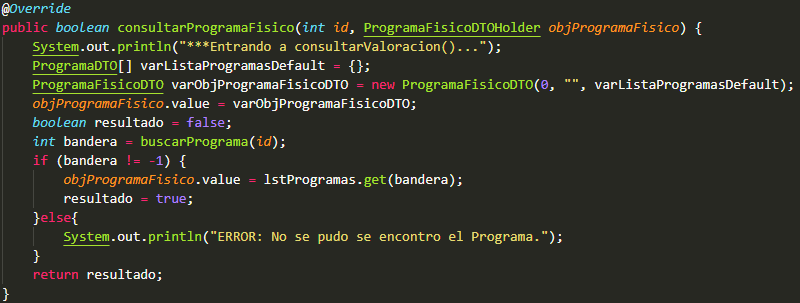 @Override
public boolean consultarProgramaFisico(int id, ProgramaFisicoDTOHolder objProgramaFisico) {
    System.out.println("***Entrando a consultarValoracion()...");
    ProgramaDTO[] varListaProgramasDefault = {};
    ProgramaFisicoDTO varObjProgramaFisicoDTO = new ProgramaFisicoDTO(0, "", varListaProgramasDefault);
    objProgramaFisico.value = varObjProgramaFisicoDTO;
    boolean resultado = false;
    int bandera = buscarPrograma(id);
    if (bandera != -1) {
        objProgramaFisico.value = lstProgramas.get(bandera);
        resultado = true;
    }else{
        System.out.println("ERROR: No se pudo se encontro el Programa.");
    }
    return resultado;
}